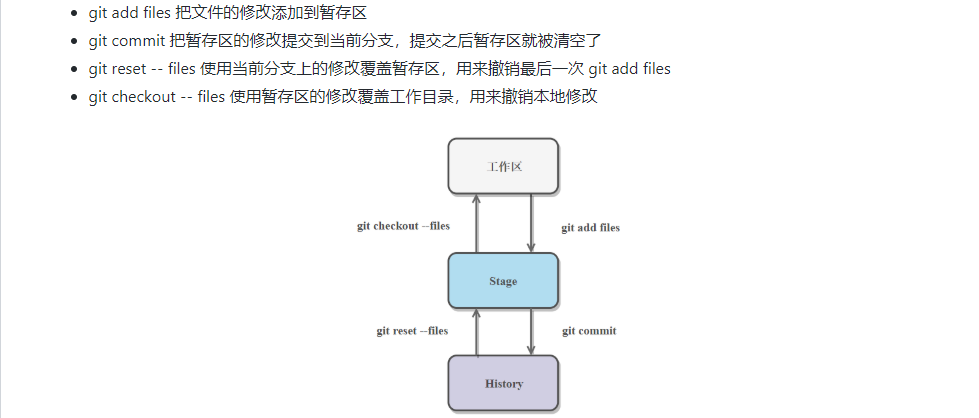 git add files 把文件的修改添加到暂存区
git commit 把暂存区的修改提交到当前分支，提交之后暂存区就被清空了
git reset -- files 使用当前分支上的修改覆盖暂存区，用来撤销最后一次 git add files
git checkout -- files 使用暂存区的修改覆盖工作目录，用来撤销本地修改
工作区
git checkout --files
git add files
Stage
git reset --files
git commit
History